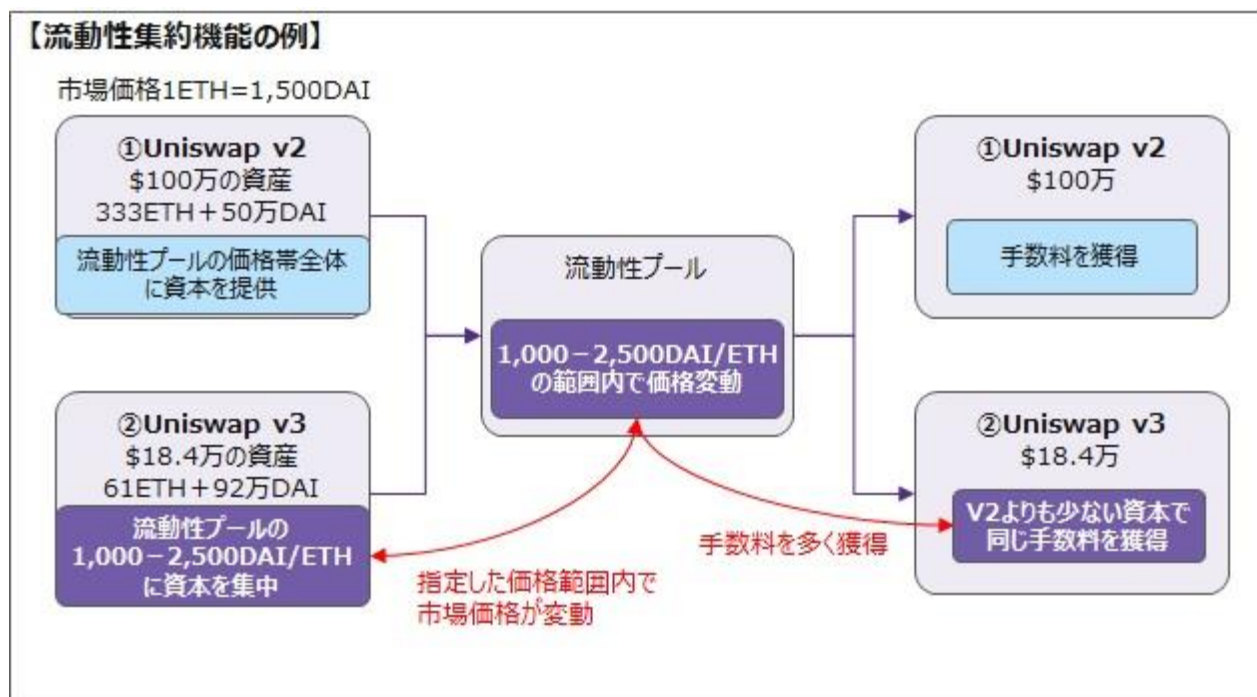 【流動性集約機能の例】
市場価格1ETH=1,500DAI
①Uniswap v2
$100万の資産
333ETH＋50万DAI
流動性プールの価格帯全体
に資本を提供
②Uniswap v3
$18.4万の資産
61ETH＋92万DAI
流動性プールの
1,000－2,500DAI/ETH
に資本を集中
流動性プール
1,000－2,500DAI/ETH
の範囲内で価格変動
指定した価格範囲内で
市場価格が変動
手数料を多く獲得
①Uniswap v2
$100万
手数料を獲得
②Uniswap v3
$18.4万
V2よりも少ない資本で
同じ手数料を獲得